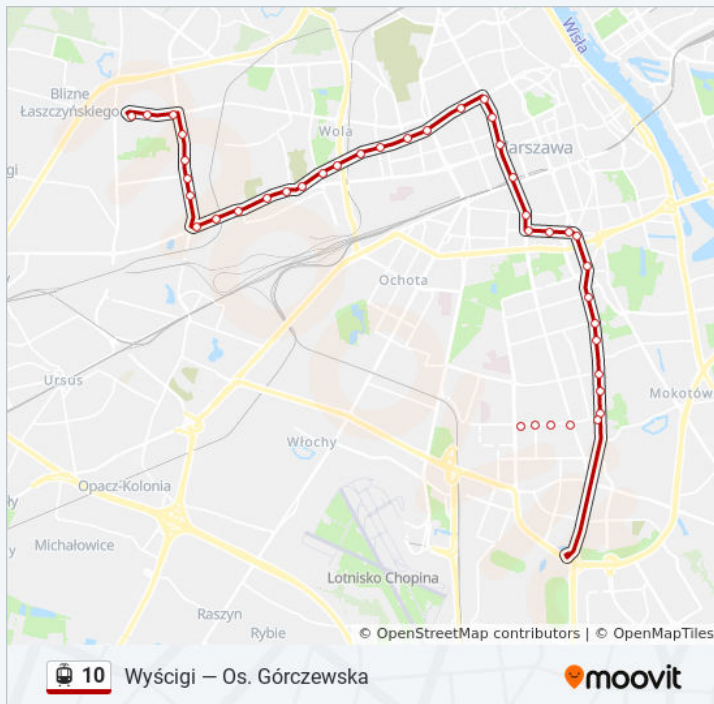 Wisła
Blizne
Łaszczyńskiego
Wola
Warszawa
Ochota
Ursus
Mokotów
Włochy
Opacz-Kolonia
Michałowice
Lotnisko Chopina
Raszyn
Rybie
© OpenStreetMap contributors | © OpenMapTiles
10 Wyścigi — Os. Górczewska
moovit